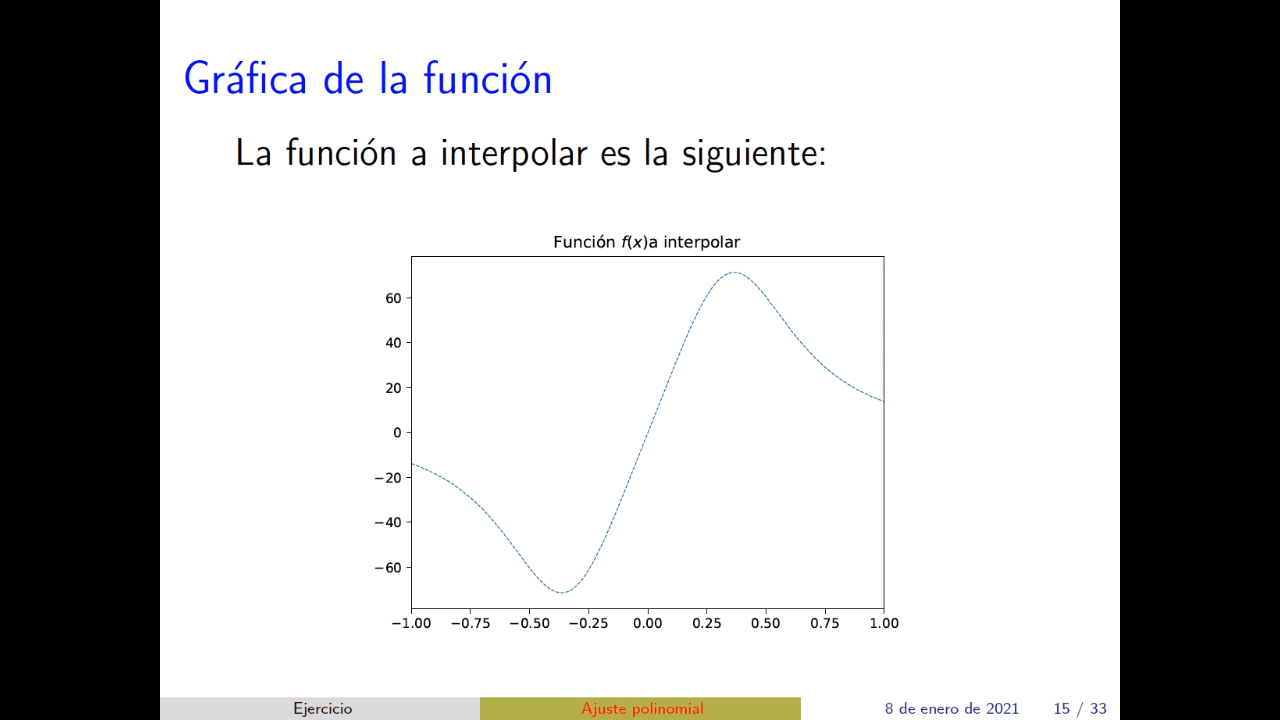 Gráfica de la función
La función a interpolar es la siguiente:
Función f(x)a interpolar
60
40
20
0
−20
−40
−60
−1.00 −0.75 −0.50 −0.25 0.00 0.25 0.50 0.75 1.00
Ejercicio Ajuste polinomial 8 de enero de 2021 15 / 33